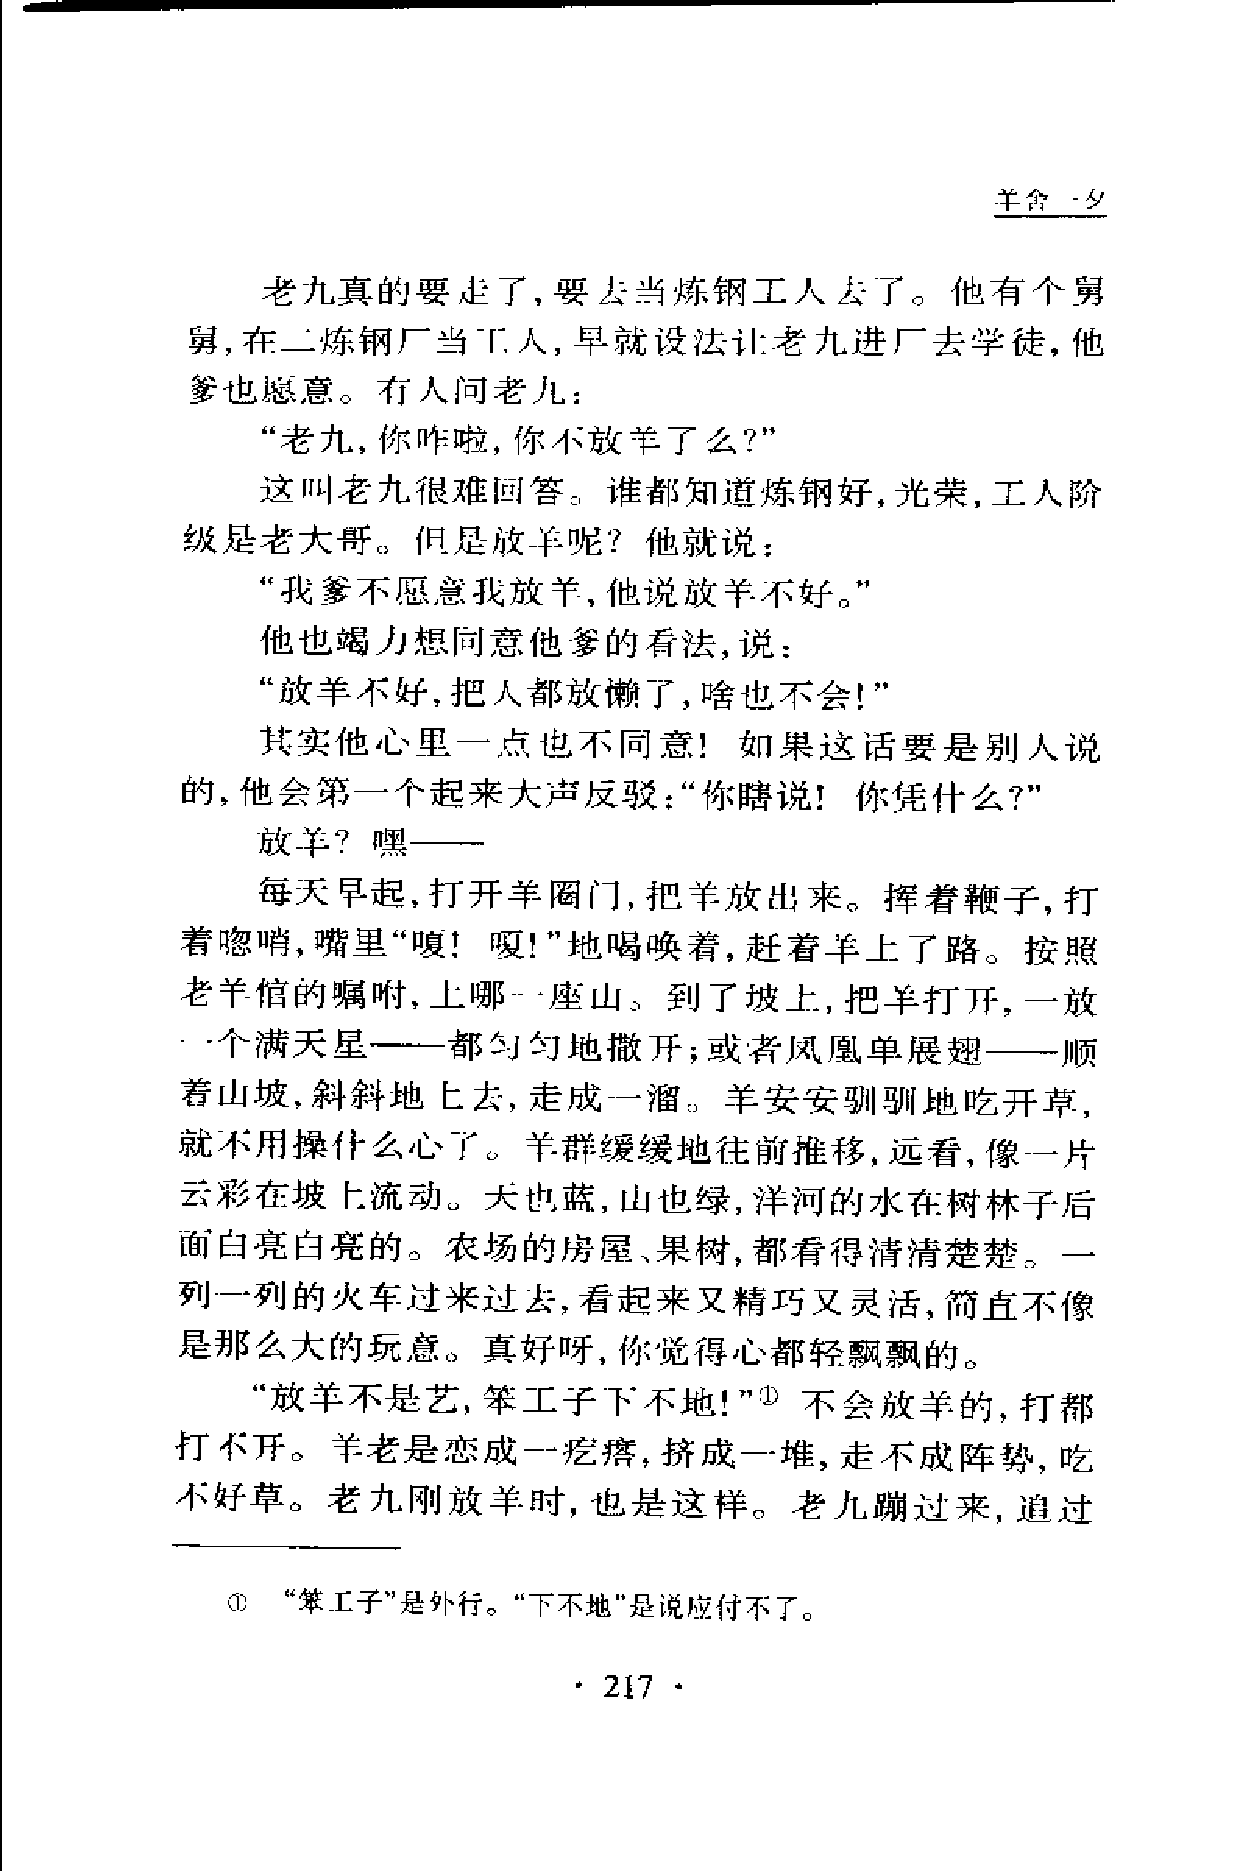 羊舍一夕
老九真的要走了,要去当炼钢工人去了。他有个舅
舅,在二炼钢厂当工人,早就设法让老九进厂去学徒,他
爹也愿意。有人问老九:
“老九,你咋啦,你不放羊了么?”
这叫老九很难回答。谁都知道炼钢好,光荣,工人阶
级是老大哥。但是放羊呢?他就说:
“我爹不愿意我放羊,他说放羊不好。”
他也竭力想同意他爹的看法,说:
“放羊不好,把人都放懒了,啥也不会!”
其实他心里一点也不同意!如果这话要是别人说
的,他会第一个起来大声反驳:“你瞎说!你凭什么?”
放羊?嘿——
每天早起,打开羊圈门,把羊放出来。挥着鞭子,打
着唿哨,嘴里“嗄!嗄!”地喝唤着,赶着羊上了路。按照
老羊倌的嘱咐,上哪一座山。到了坡上,把羊打开,一放
一个满天星——都匀匀地撒开;或者凤凰单展翅——顺
着山坡,斜斜地上去,走成一溜。羊安安驯驯地吃开草,
就不用操什么心了。羊群缓缓地往前推移,远看,像一片
云彩在坡上流动。天也蓝,山也绿,洋河的水在树林子后
面白亮白亮的。农场的房屋、果树,都看得清清楚楚。一
列一列的火车过来过去,看起来又精巧又灵活,简直不像
是那么大的玩意。真好呀,你觉得心都轻飘飘的。
“放羊不是艺,笨工子下不地!”① 不会放羊的,打都
打不开。羊老是恋成一疙瘩,挤成一堆,走不成阵势,吃
不好草。老九刚放羊时,也是这样。老九蹦过来,追过
① “笨工子”是外行。“下不地”是说应付不了。
· 217 ·